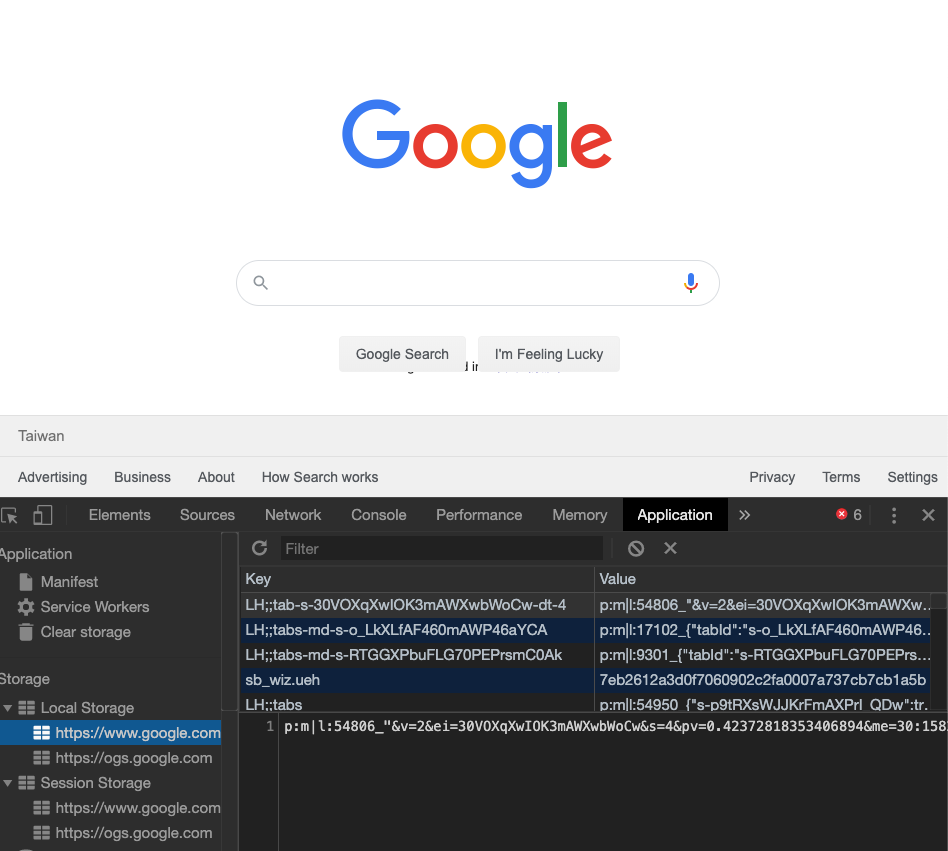 Google
Google Search I'm Feeling Lucky
Taiwan
Advertising Business About How Search works Privacy Terms Settings
Elements Sources Network Console Performance Memory Application » 6
Application
Manifest
Service Workers
Clear storage
Storage
Local Storage
https://www.google.com
https://ogs.google.com
Session Storage
https://www.google.com
https://ogs.google.com
Filter
Key Value
LH;;tab-s-30VOXqXwIOK3mAWXwbWoCw-dt-4 p:m|l:54806_"&v=2&ei=30VOXqXwIOK3mAWXw...
LH;;tabs-md-s-o_LkXLfAF460mAWP46aYCA p:m|l:17102_{"tabId":"s-o_LkXLfAF460mAWP46...
LH;;tabs-md-s-RTGGXPbuFLG70PEPrsmC0Ak p:m|l:9301_{"tabId":"s-RTGGXPbuFLG70PEPrs...
sb_wiz.ueh 7eb2612a3d0f7060902c2fa0007a737cb7cb1a5b
LH;;tabs p:m|l:54950_{"s-p9tRXsWJJKrFmAXPrI_QDw":tr...
1 p:m|l:54806_"&v=2&ei=30VOXqXwIOK3mAWXwbWoCw&s=4&pv=0.42372818353406894&me=30:158